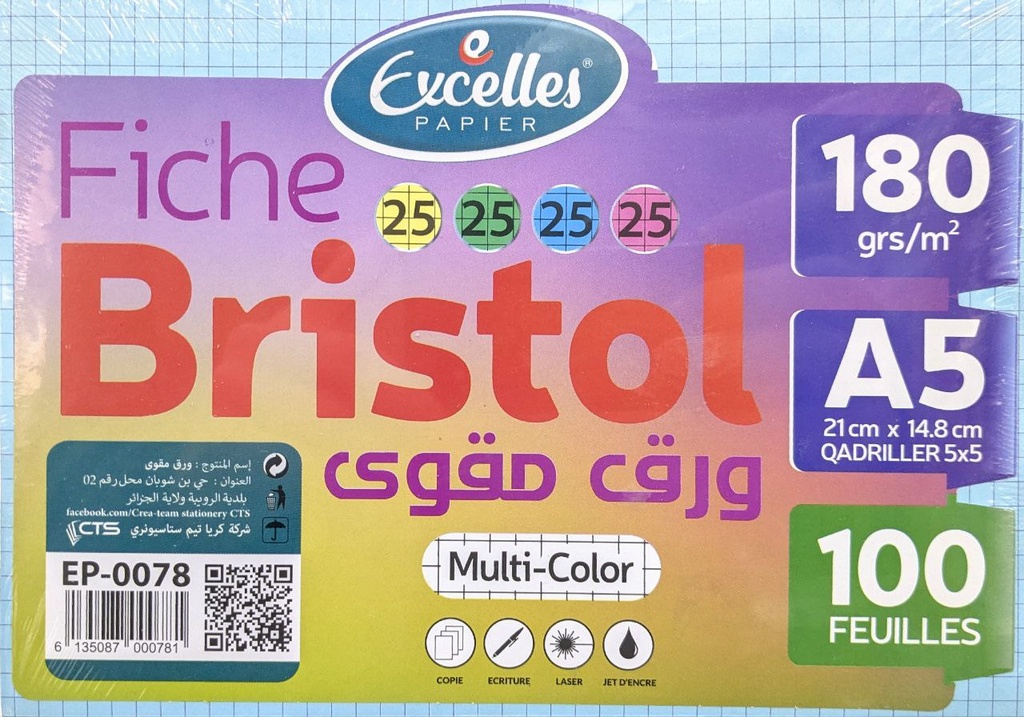 Excelles®
PAPIER
Fiche
25 25 25 25
Bristol
ورق مقوى
180
grs/m²
A5
21 cm x 14.8 cm
QADRILLER 5x5
100
FEUILLES
إسم المنتوج : ورق مقوى
العنوان : حي بن شوبان محل رقم 02
بلدية الروبية ولاية الجزائر
facebook.com/Crea-team stationery CTS
شركة كريا تيم ستاسيونري CTS
EP-0078
6 135087 000781
Multi-Color
COPIE ECRITURE LASER JET D'ENCRE